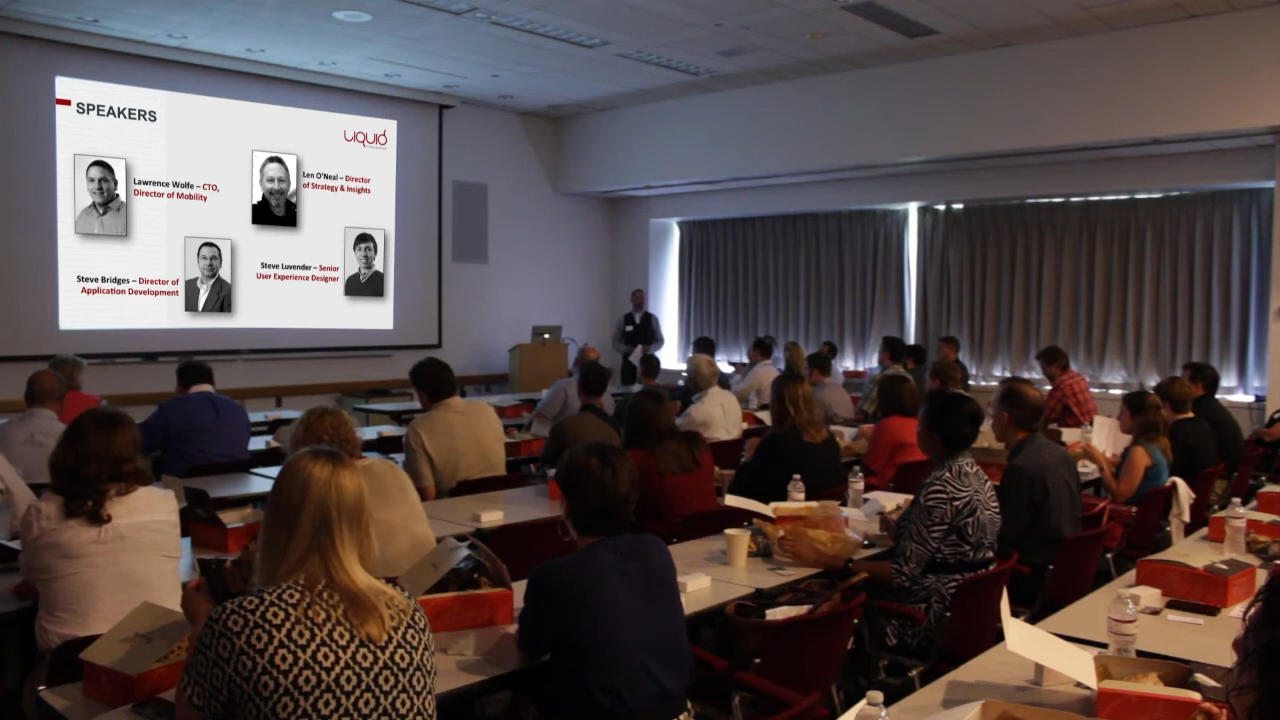 SPEAKERS
LIQUID
Lawrence Wolfe – CTO,
Director of Mobility
Len O'Neal – Director
of Strategy & Insights
Steve Bridges – Director of
Application Development
Steve Luvender – Senior
User Experience Designer